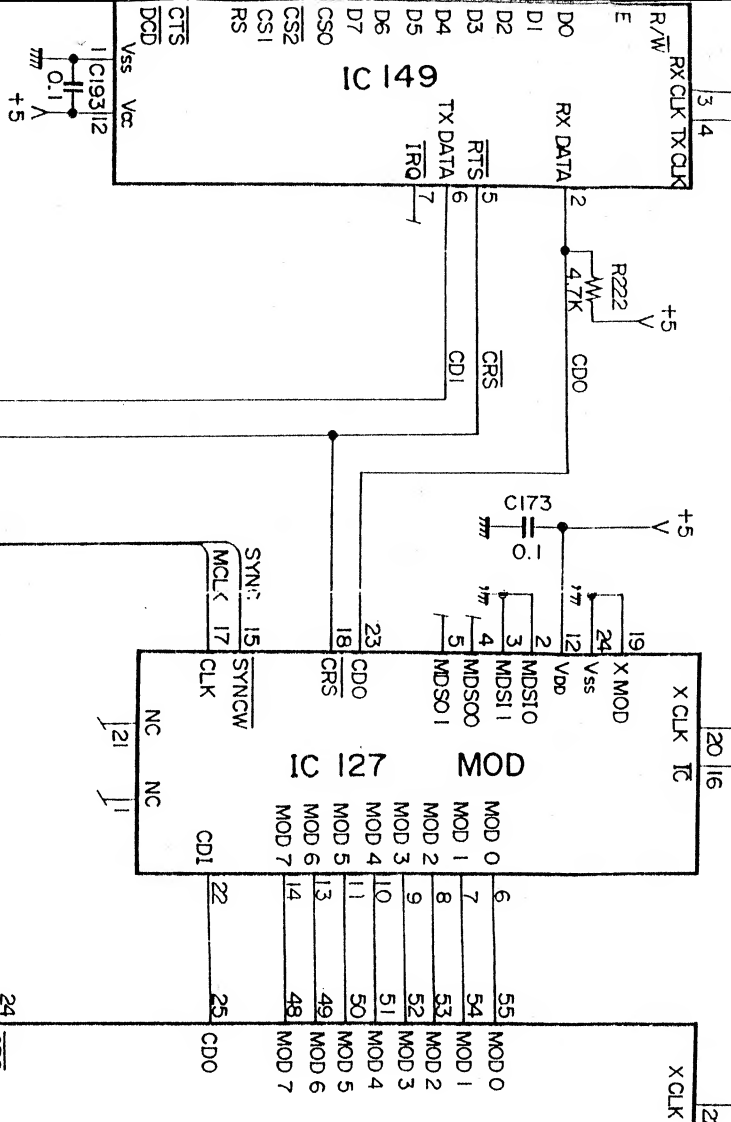 R/W
E
D0
D1
D2
D3
D4
D5
D6
D7
CS0
CS2
CS1
RS
CTS
DCD
IC 149
RX CLK
TX CLK
3
4
Vss
Vcc
1
12
C193
0.1
+5
RX DATA
RTS
TX DATA
IRQ
2
5
6
7
R222
4.7K
+5
CDO
CRS
CDI
C173
0.1
+5
SYNC
MCLK
17
15
18
23
5
4
3
2
12
24
19
CLK
SYNCW
CRS
CDO
MDSO1
MDSO0
MDSI1
MDSI0
VDD
Vss
X MOD
X CLK
IC
20
16
NC
21
NC
1
IC 127
MOD
CDI
MOD 7
MOD 6
MOD 5
MOD 4
MOD 3
MOD 2
MOD 1
MOD 0
22
14
13
11
10
9
8
7
6
24
25
48
49
50
51
52
53
54
55
CDO
MOD 7
MOD 6
MOD 5
MOD 4
MOD 3
MOD 2
MOD 1
MOD 0
X CLK